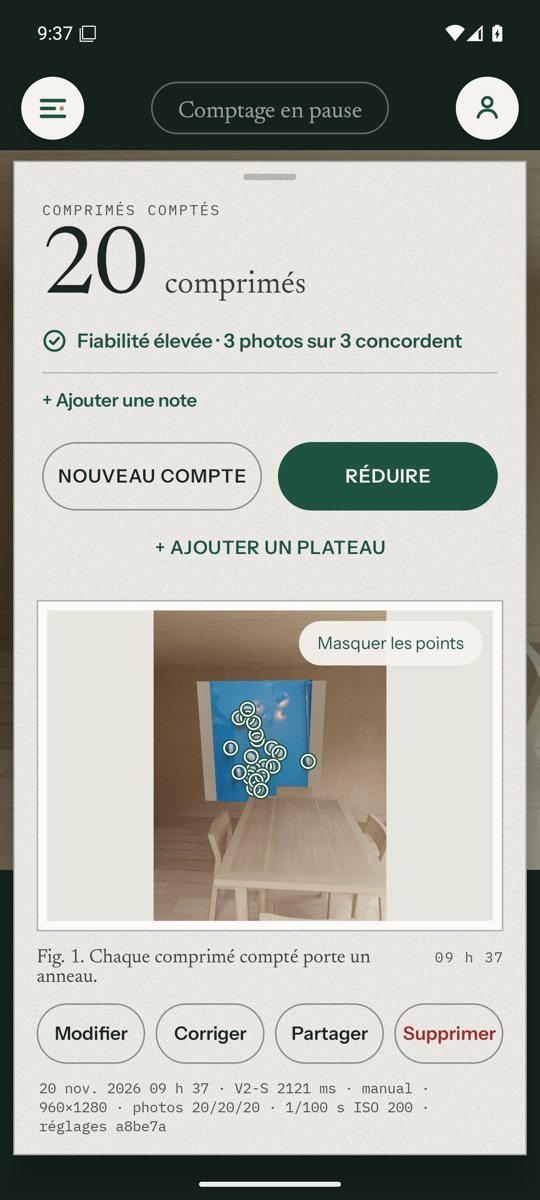 9:37
Comptage en pause
COMPRIMÉS COMPTÉS
20 comprimés
Fiabilité élevée · 3 photos sur 3 concordent
+ Ajouter une note
NOUVEAU COMPTE
RÉDUIRE
+ AJOUTER UN PLATEAU
Masquer les points
Fig. 1. Chaque comprimé compté porte un
anneau.
09 h 37
Modifier
Corriger
Partager
Supprimer
20 nov. 2026 09 h 37 · V2-S 2121 ms · manual ·
960×1280 · photos 20/20/20 · 1/100 s ISO 200 ·
réglages a8be7a